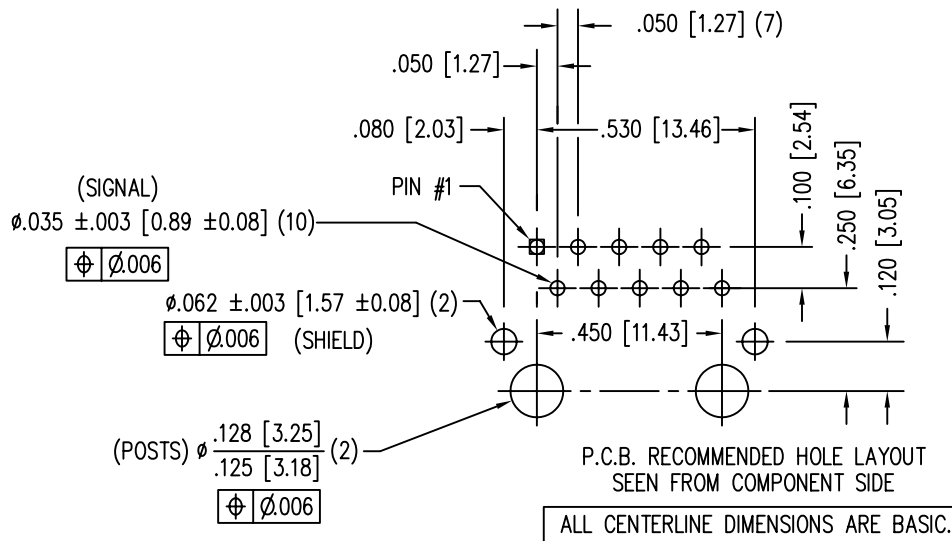 .050 [1.27] (7)
.050 [1.27]
.080 [2.03]
.530 [13.46]
.100 [2.54]
.250 [6.35]
.120 [3.05]
PIN #1
(SIGNAL)
ø.035 ±.003 [0.89 ±0.08] (10)
⌖ Ø.006
ø.062 ±.003 [1.57 ±0.08] (2)
⌖ Ø.006 (SHIELD)
.450 [11.43]
(POSTS) ø .128 [3.25] (2)
.125 [3.18]
⌖ Ø.006
P.C.B. RECOMMENDED HOLE LAYOUT
SEEN FROM COMPONENT SIDE
ALL CENTERLINE DIMENSIONS ARE BASIC.